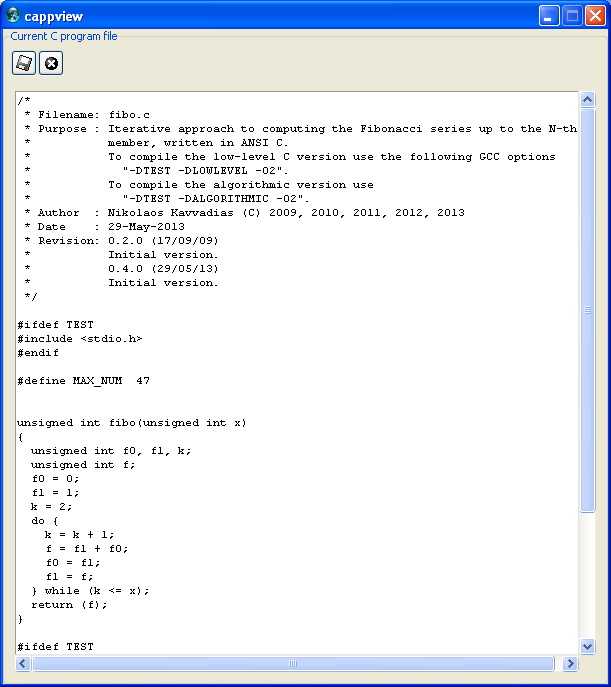 cappview
Current C program file
/*
 * Filename: fibo.c
 * Purpose : Iterative approach to computing the Fibonacci series up to the N-th
 *           member, written in ANSI C.
 *           To compile the low-level C version use the following GCC options
 *             "-DTEST -DLOWLEVEL -O2".
 *           To compile the algorithmic version use
 *             "-DTEST -DALGORITHMIC -O2".
 * Author  : Nikolaos Kavvadias (C) 2009, 2010, 2011, 2012, 2013
 * Date    : 29-May-2013
 * Revision: 0.2.0 (17/09/09)
 *           Initial version.
 *           0.4.0 (29/05/13)
 *           Initial version.
 */
#ifdef TEST
#include <stdio.h>
#endif
#define MAX_NUM  47
unsigned int fibo(unsigned int x)
{
  unsigned int f0, f1, k;
  unsigned int f;
  f0 = 0;
  f1 = 1;
  k = 2;
  do {
    k = k + 1;
    f = f1 + f0;
    f0 = f1;
    f1 = f;
  } while (k <= x);
  return (f);
}
#ifdef TEST